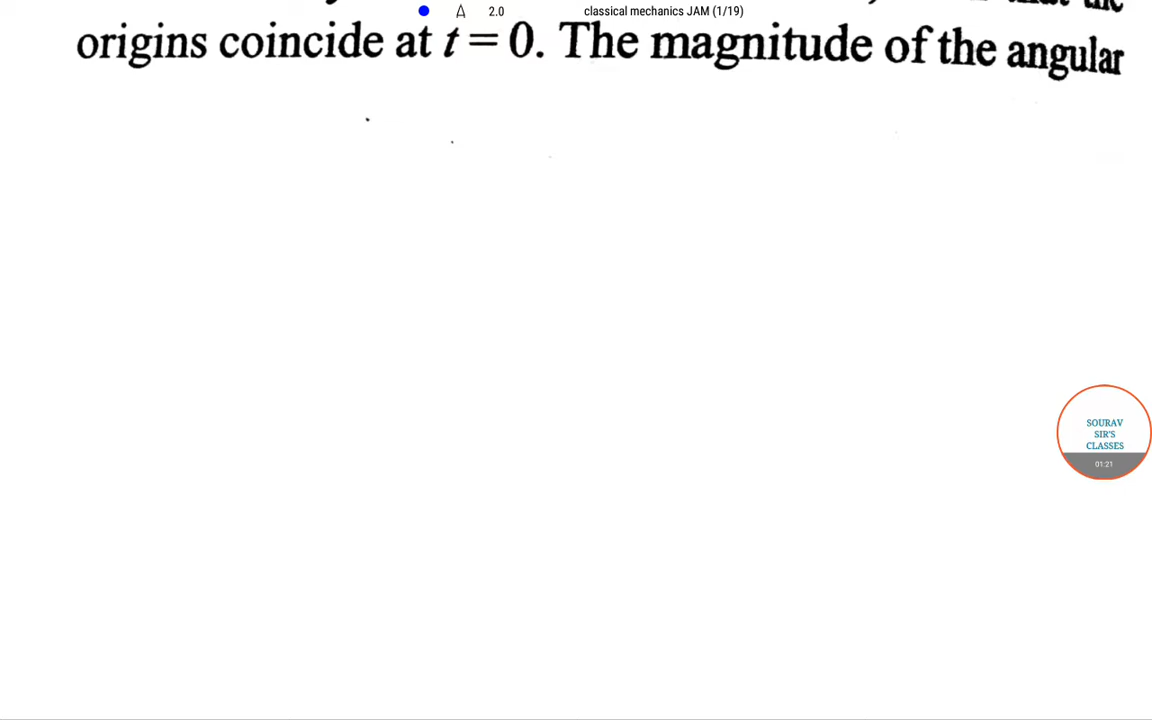 2.0 classical mechanics JAM (1/19)
origins coincide at t = 0. The magnitude of the angular
SOURAV
SIR'S
CLASSES
01:21